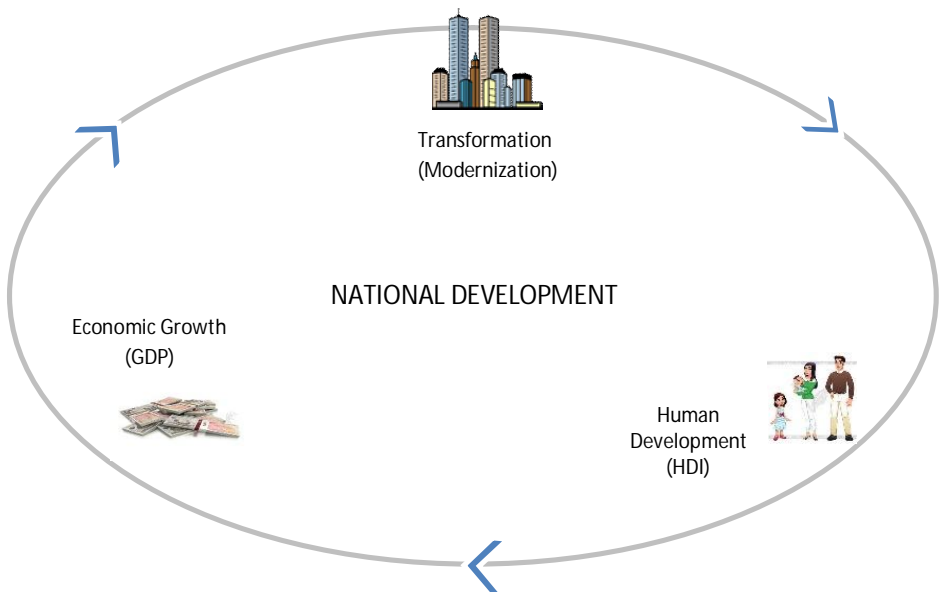 Transformation
(Modernization)
NATIONAL DEVELOPMENT
Economic Growth
(GDP)
Human
Development
(HDI)